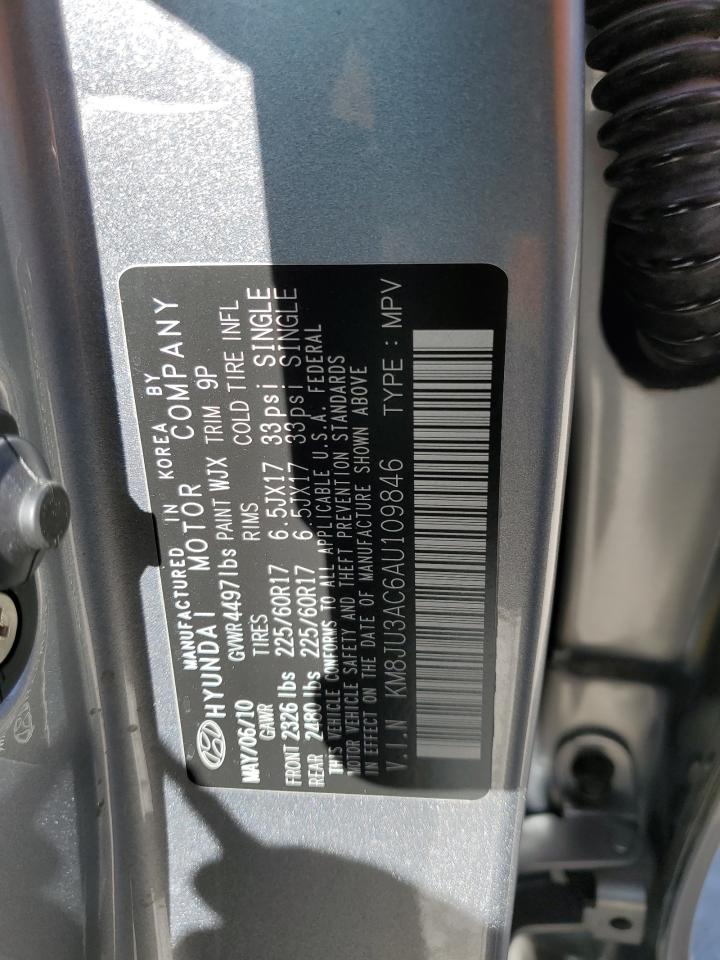 MANUFACTURED IN KOREA BY
HYUNDAI MOTOR COMPANY
MAY/06/10 GVWR 4497lbs PAINT WJX TRIM 9P
GAWR TIRES RIMS COLD TIRE INFL
FRONT 2326 lbs 225/60R17 6.5JX17 33psi SINGLE
REAR 2480 lbs 225/60R17 6.5JX17 33psi SINGLE
THIS VEHICLE CONFORMS TO ALL APPLICABLE U.S.A. FEDERAL
MOTOR VEHICLE SAFETY AND THEFT PREVENTION STANDARDS
IN EFFECT ON THE DATE OF MANUFACTURE SHOWN ABOVE
V.I.N KM8JU3AC6AU109846 TYPE : MPV